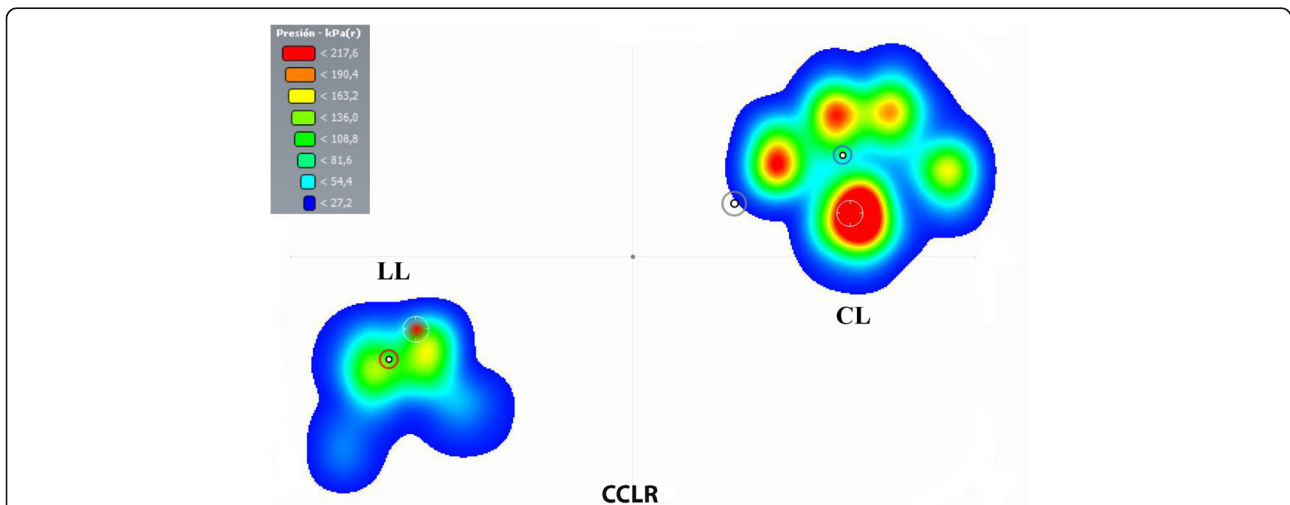 Presión - kPa(r)
< 217,6
< 190,4
< 163,2
< 136,0
< 108,8
< 81,6
< 54,4
< 27,2
LL
CL
CCLR